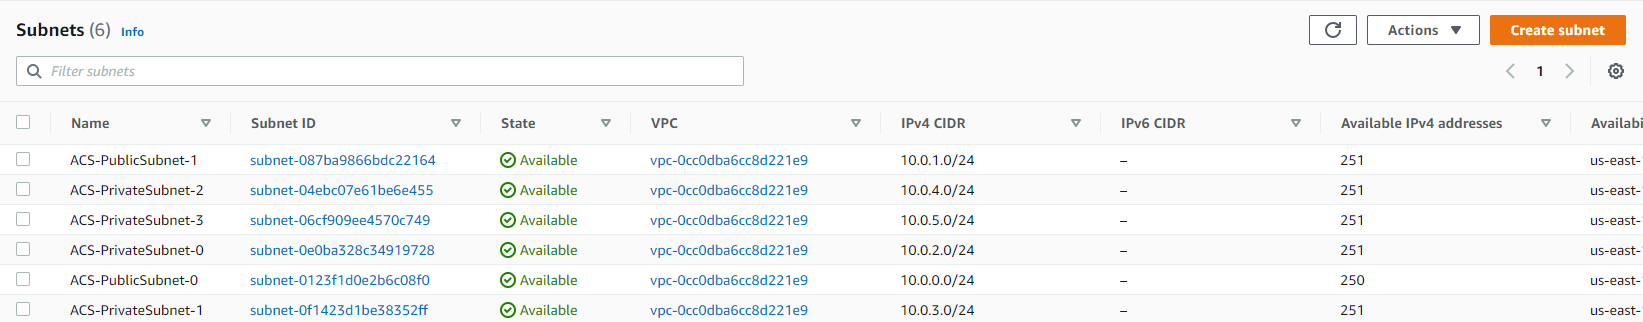 Subnets (6) Info Actions Create subnet
Filter subnets 1
Name Subnet ID State VPC IPv4 CIDR IPv6 CIDR Available IPv4 addresses Availabi
ACS-PublicSubnet-1 subnet-087ba9866bdc22164 Available vpc-0cc0dba6cc8d221e9 10.0.1.0/24 – 251 us-east-
ACS-PrivateSubnet-2 subnet-04ebc07e61be6e455 Available vpc-0cc0dba6cc8d221e9 10.0.4.0/24 – 251 us-east-
ACS-PrivateSubnet-3 subnet-06cf909ee4570c749 Available vpc-0cc0dba6cc8d221e9 10.0.5.0/24 – 251 us-east-
ACS-PrivateSubnet-0 subnet-0e0ba328c34919728 Available vpc-0cc0dba6cc8d221e9 10.0.2.0/24 – 251 us-east-
ACS-PublicSubnet-0 subnet-0123f1d0e2b6c08f0 Available vpc-0cc0dba6cc8d221e9 10.0.0.0/24 – 250 us-east-
ACS-PrivateSubnet-1 subnet-0f1423d1be38352ff Available vpc-0cc0dba6cc8d221e9 10.0.3.0/24 – 251 us-east-